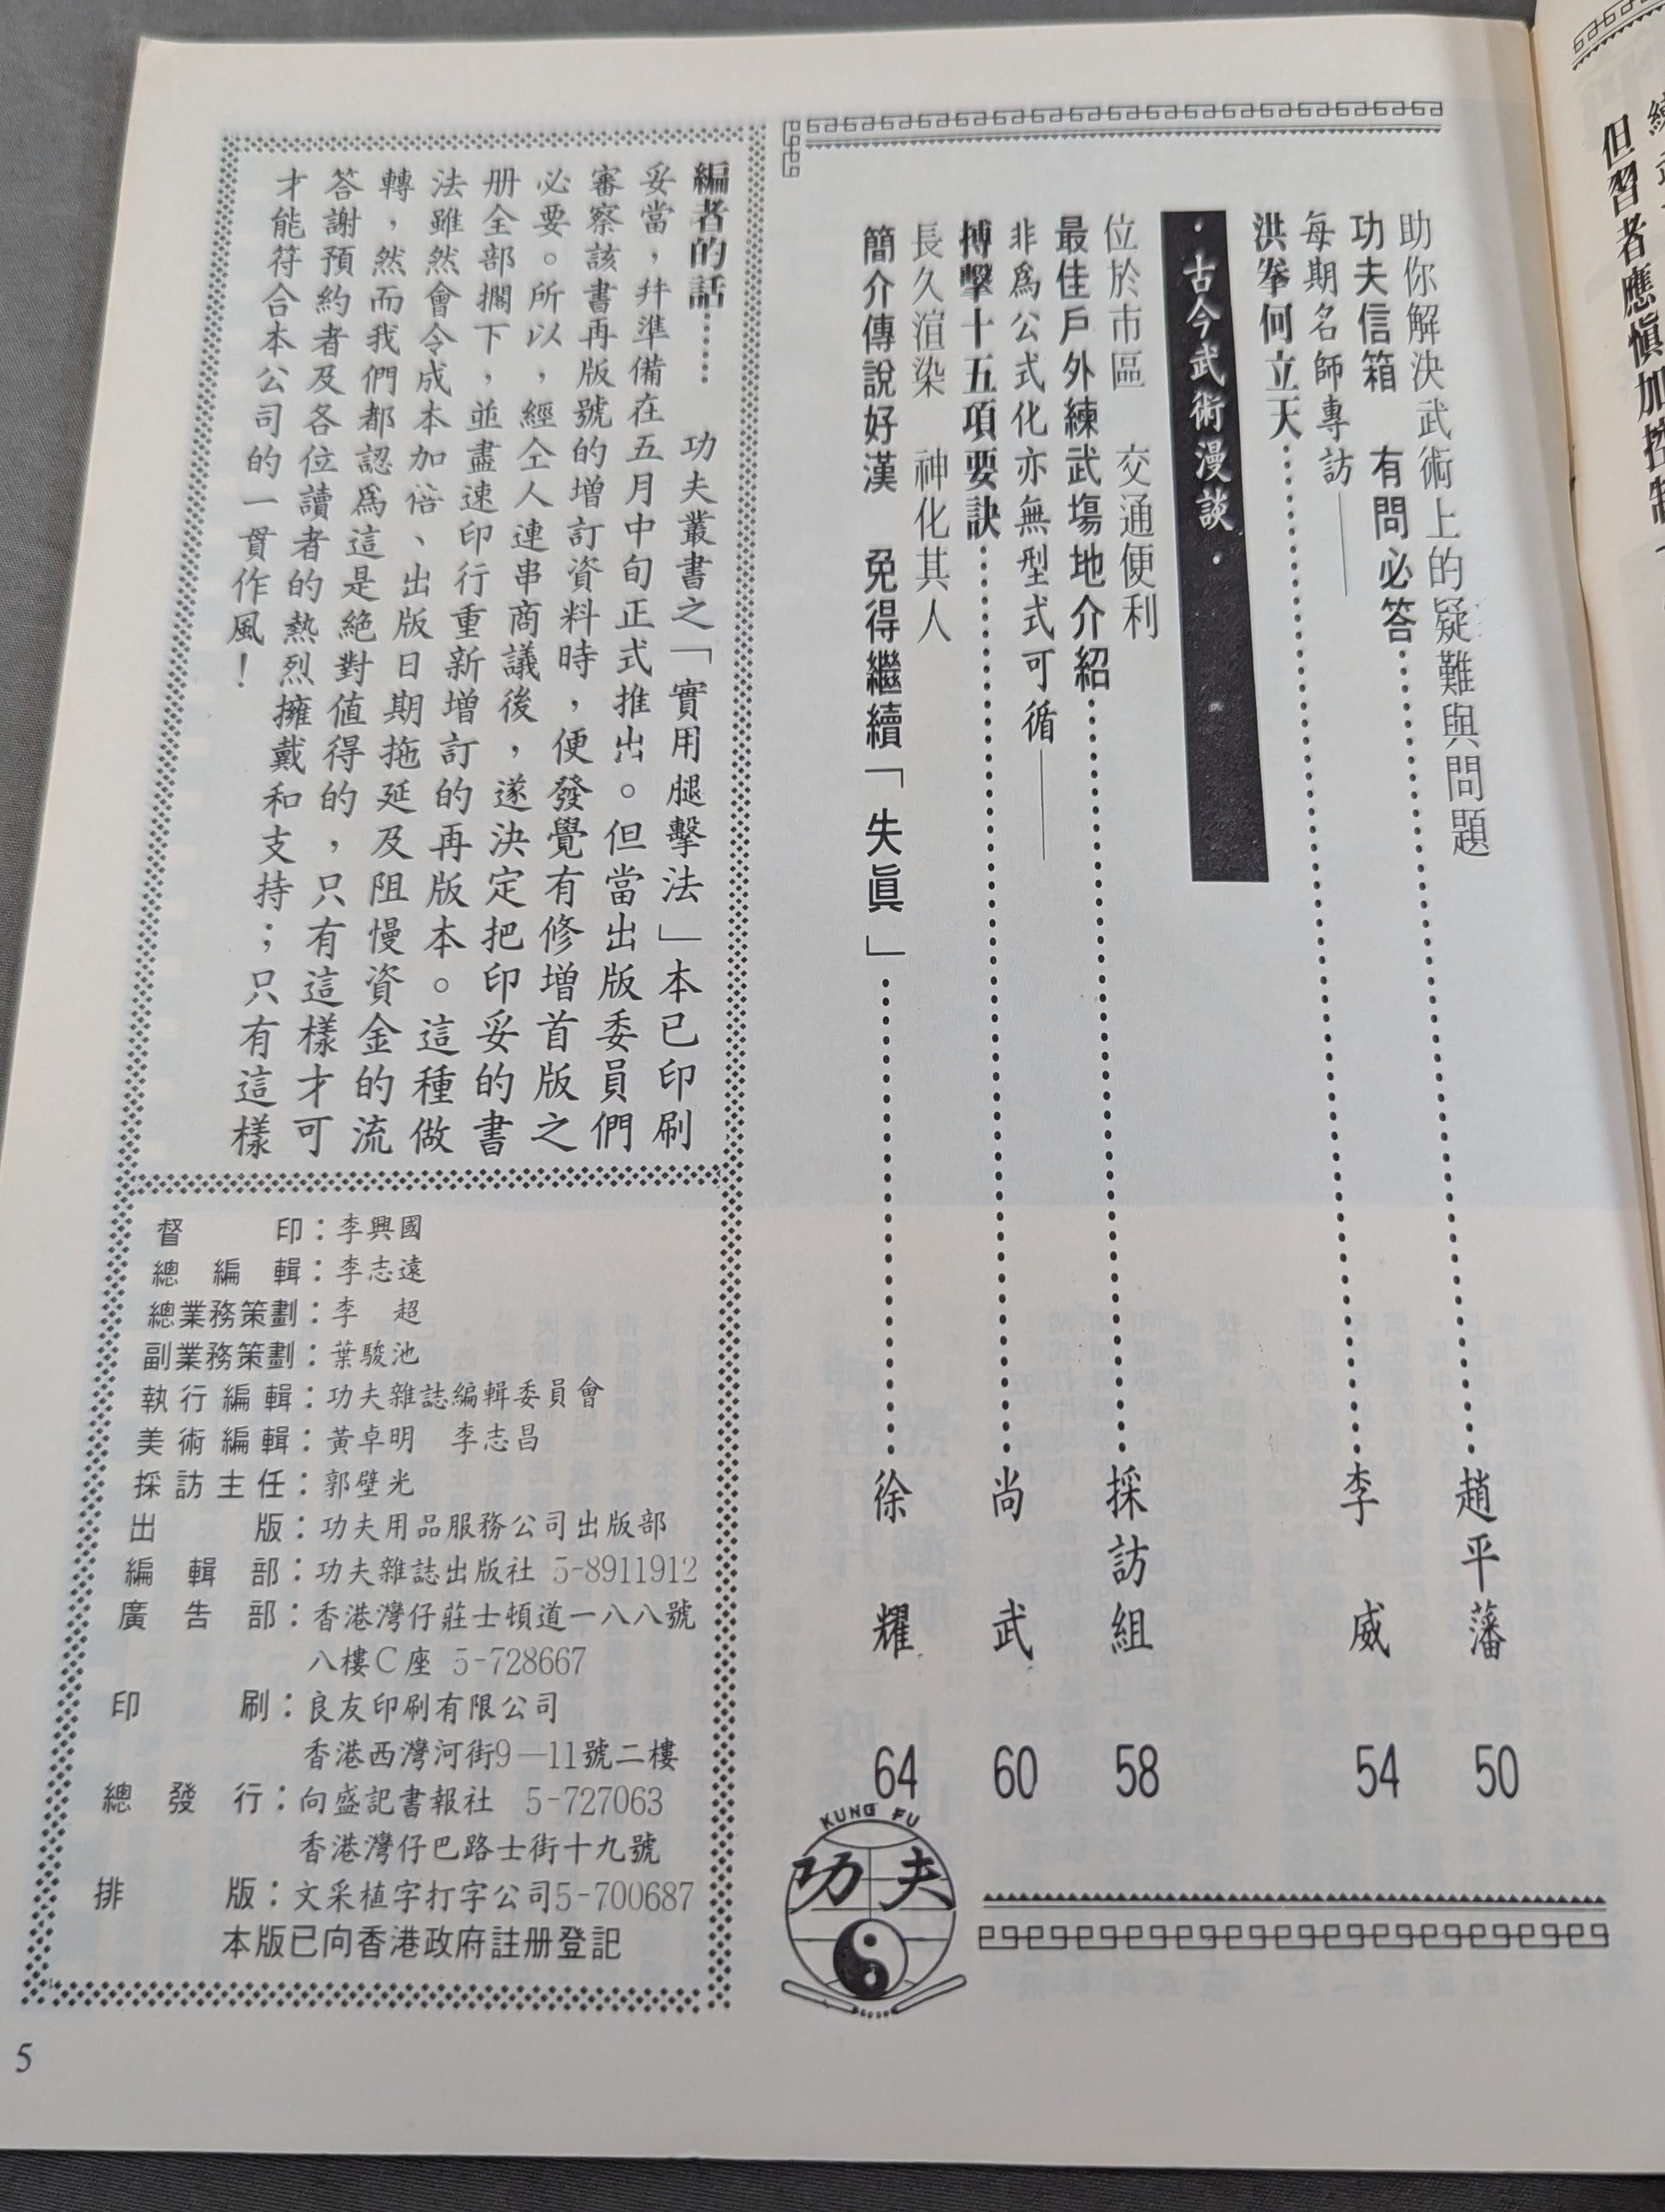 但習者應慎加控制
助你解決武術上的疑難與問題
功夫信箱 有問必答…… 趙平藩 50
每期名師專訪——
洪拳何立天…… 李 威 54
·古今武術漫談·
位於市區 交通便利
最佳戶外練武場地介紹…… 採訪組 58
非為公式化亦無型式可循——
搏擊十五項要訣…… 尚 武 60
長久渲染 神化其人
簡介傳說好漢 免得繼續「失眞」…… 徐 耀 64
KUNG FU
功夫
編者的話…… 功夫叢書之「實用腿擊法」本已印刷
妥當，幷準備在五月中旬正式推出。但當出版委員們
審察該書再版號的增訂資料時，便發覺有修增首版之
必要。所以，經仝人連串商議後，遂決定把印妥的書
册全部擱下，並盡速印行重新增訂的再版本。這種做
法雖然會令成本加倍、出版日期拖延及阻慢資金的流
轉，然而我們都認爲這是絕對值得的，只有這樣才可
答謝預約者及各位讀者的熱烈擁戴和支持；只有這樣
才能符合本公司的一貫作風！
督印：李興國
總編輯：李志遠
總業務策劃：李 超
副業務策劃：葉駿池
執行編輯：功夫雜誌編輯委員會
美術編輯：黃卓明 李志昌
採訪主任：郭壁光
出版：功夫用品服務公司出版部
編輯部：功夫雜誌出版社 5-8911912
廣告部：香港灣仔莊士頓道一八八號
八樓C座 5-728667
印刷：良友印刷有限公司
香港西灣河街9—11號二樓
總發行：向盛記書報社 5-727063
香港灣仔巴路士街十九號
排版：文采植字打字公司5-700687
本版已向香港政府註册登記
5